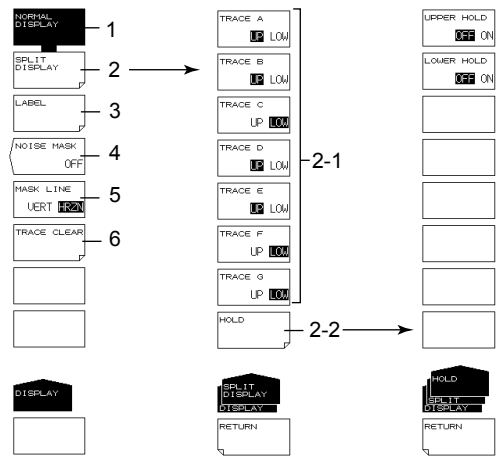 NORMAL
DISPLAY
1
SPLIT
DISPLAY
2
LABEL
3
NOISE MASK
OFF
4
MASK LINE
VERT HRZN
5
TRACE CLEAR
6
DISPLAY
TRACE A
UP LOW
TRACE B
UP LOW
TRACE C
UP LOW
TRACE D
UP LOW
TRACE E
UP LOW
TRACE F
UP LOW
TRACE G
UP LOW
2-1
HOLD
2-2
SPLIT
DISPLAY
DISPLAY
RETURN
UPPER HOLD
OFF ON
LOWER HOLD
OFF ON
HOLD
SPLIT
DISPLAY
RETURN